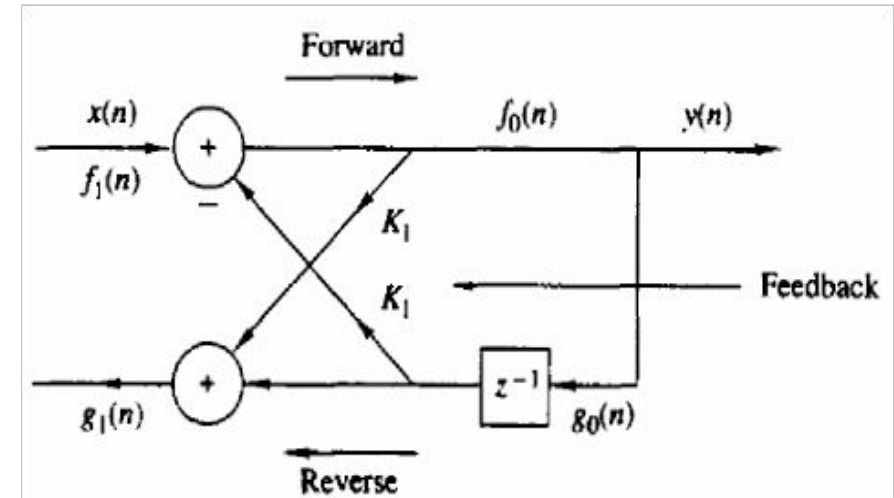 Forward
x(n)
f₀(n)
y(n)
+
f₁(n)
−
K₁
K₁
Feedback
+
z⁻¹
g₁(n)
g₀(n)
Reverse